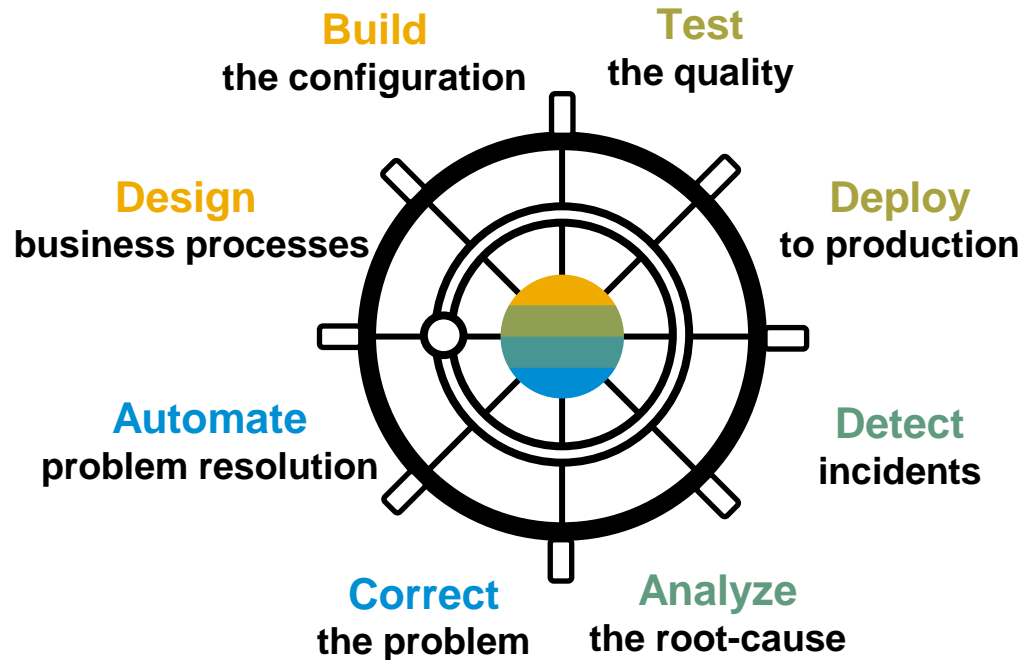 Build
the configuration
Test
the quality
Design
business processes
Deploy
to production
Automate
problem resolution
Detect
incidents
Correct
the problem
Analyze
the root-cause